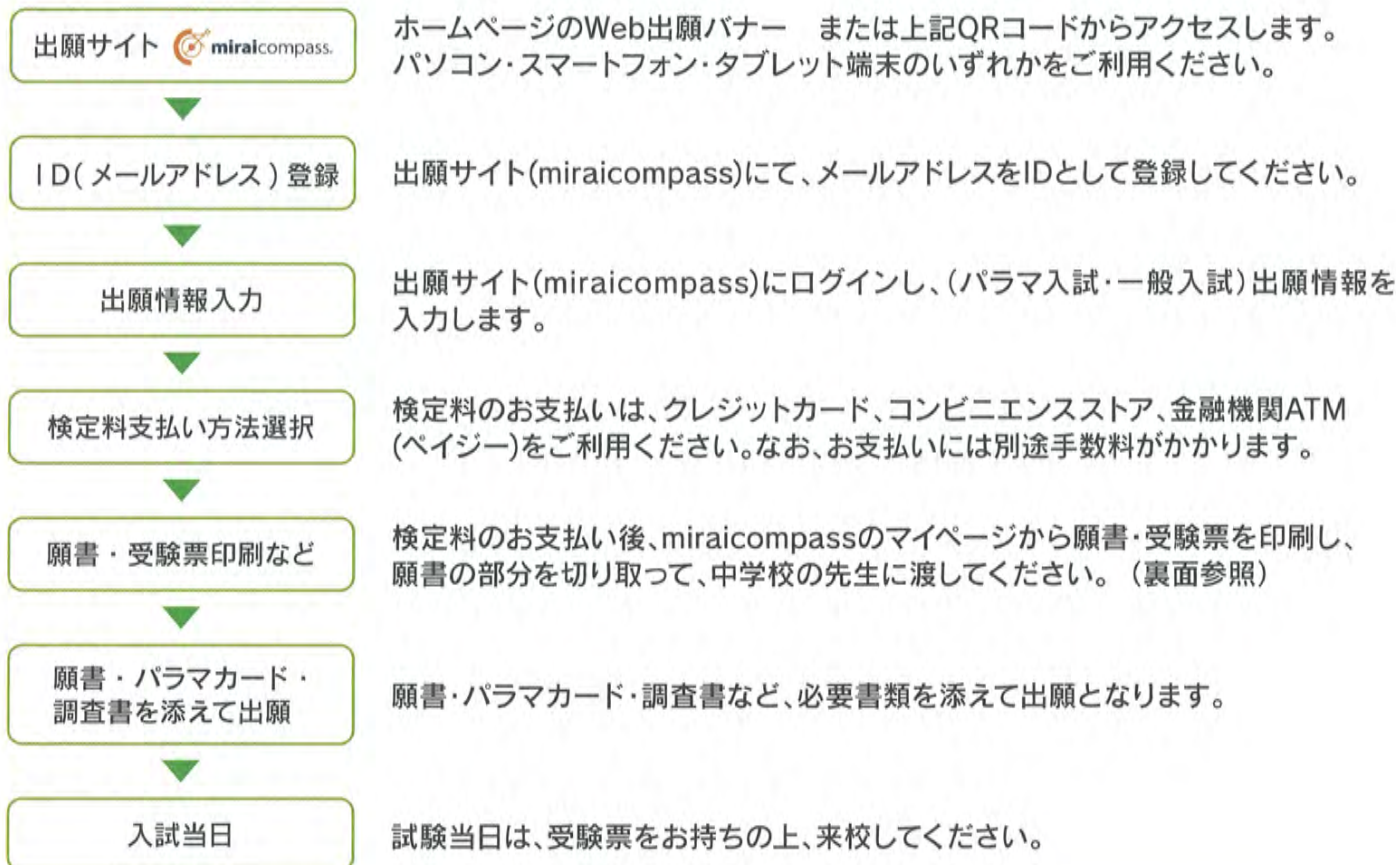 出願サイト miraicompass.
ホームページのWeb出願バナー　または上記QRコードからアクセスします。
パソコン・スマートフォン・タブレット端末のいずれかをご利用ください。
ID(メールアドレス)登録
出願サイト(miraicompass)にて、メールアドレスをIDとして登録してください。
出願情報入力
出願サイト(miraicompass)にログインし、(パラマ入試・一般入試)出願情報を
入力します。
検定料支払い方法選択
検定料のお支払いは、クレジットカード、コンビニエンスストア、金融機関ATM
(ペイジー)をご利用ください。なお、お支払いには別途手数料がかかります。
願書・受験票印刷など
検定料のお支払い後、miraicompassのマイページから願書・受験票を印刷し、
願書の部分を切り取って、中学校の先生に渡してください。（裏面参照）
願書・パラマカード・
調査書を添えて出願
願書・パラマカード・調査書など、必要書類を添えて出願となります。
入試当日
試験当日は、受験票をお持ちの上、来校してください。